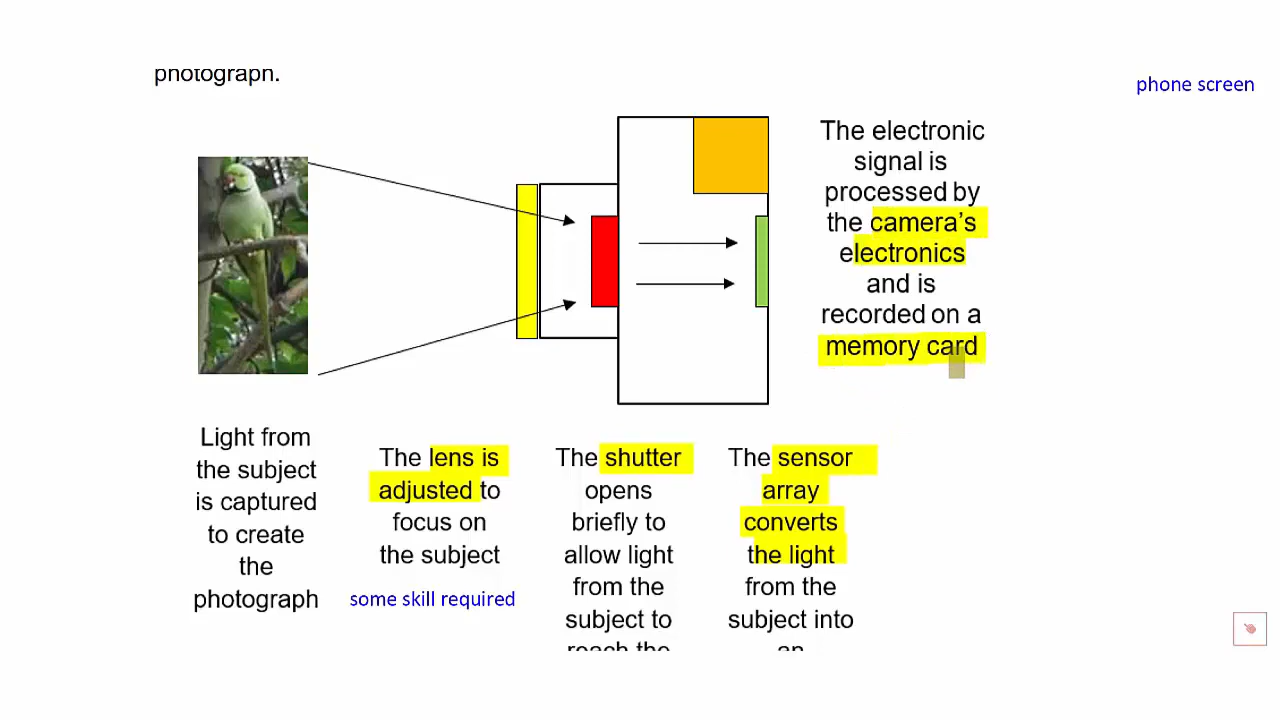 photograph.
phone screen
The electronic
signal is
processed by
the camera's
electronics
and is
recorded on a
memory card
Light from
the subject
is captured
to create
the
photograph
The lens is
adjusted to
focus on
the subject
some skill required
The shutter
opens
briefly to
allow light
from the
subject to
reach the
The sensor
array
converts
the light
from the
subject into
an